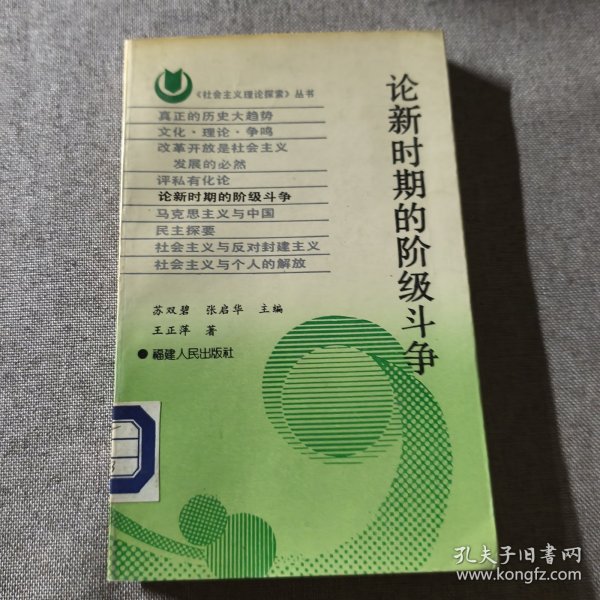 《社会主义理论探索》丛书
真正的历史大趋势
文化·理论·争鸣
改革开放是社会主义
发展的必然
评私有化论
论新时期的阶级斗争
马克思主义与中国
民主探要
社会主义与反对封建主义
社会主义与个人的解放
苏双碧 张启华 主编
王正萍 著
●福建人民出版社
论新时期的阶级斗争
孔夫子旧书网
www.kongfz.com